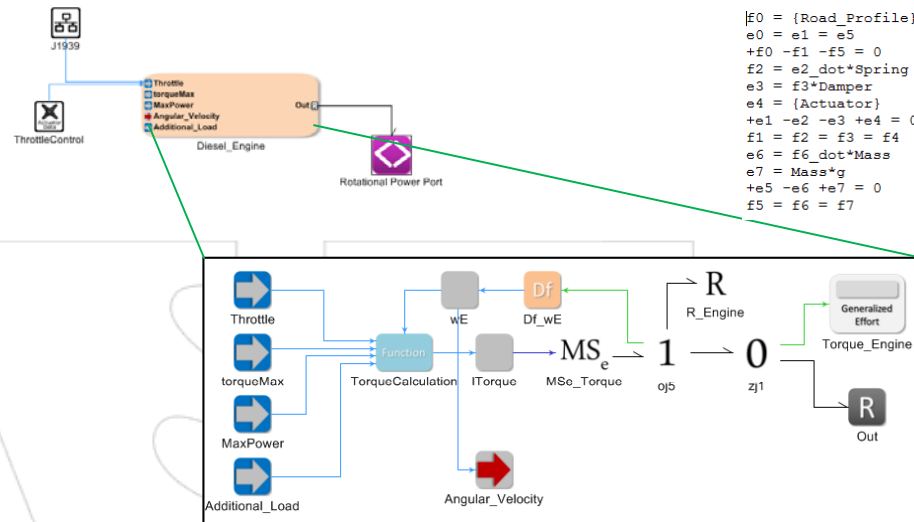 J1939
Actuator
Data
ThrottleControl
Throttle
torqueMax
MaxPower
Angular_Velocity
Additional_Load
Out
Diesel_Engine
Rotational Power Port
f0 = {Road_Profile}
e0 = e1 = e5
+f0 -f1 -f5 = 0
f2 = e2_dot*Spring
e3 = f3*Damper
e4 = {Actuator}
+e1 -e2 -e3 +e4 = 0
f1 = f2 = f3 = f4
e6 = f6_dot*Mass
e7 = Mass*g
+e5 -e6 +e7 = 0
f5 = f6 = f7
Throttle
torqueMax
MaxPower
Additional_Load
Function
TorqueCalculation
wE
Df
Df_wE
ITorque
MSe
MSe_Torque
1
oj5
R
R_Engine
0
zj1
Generalized
Effort
Torque_Engine
R
Out
Angular_Velocity